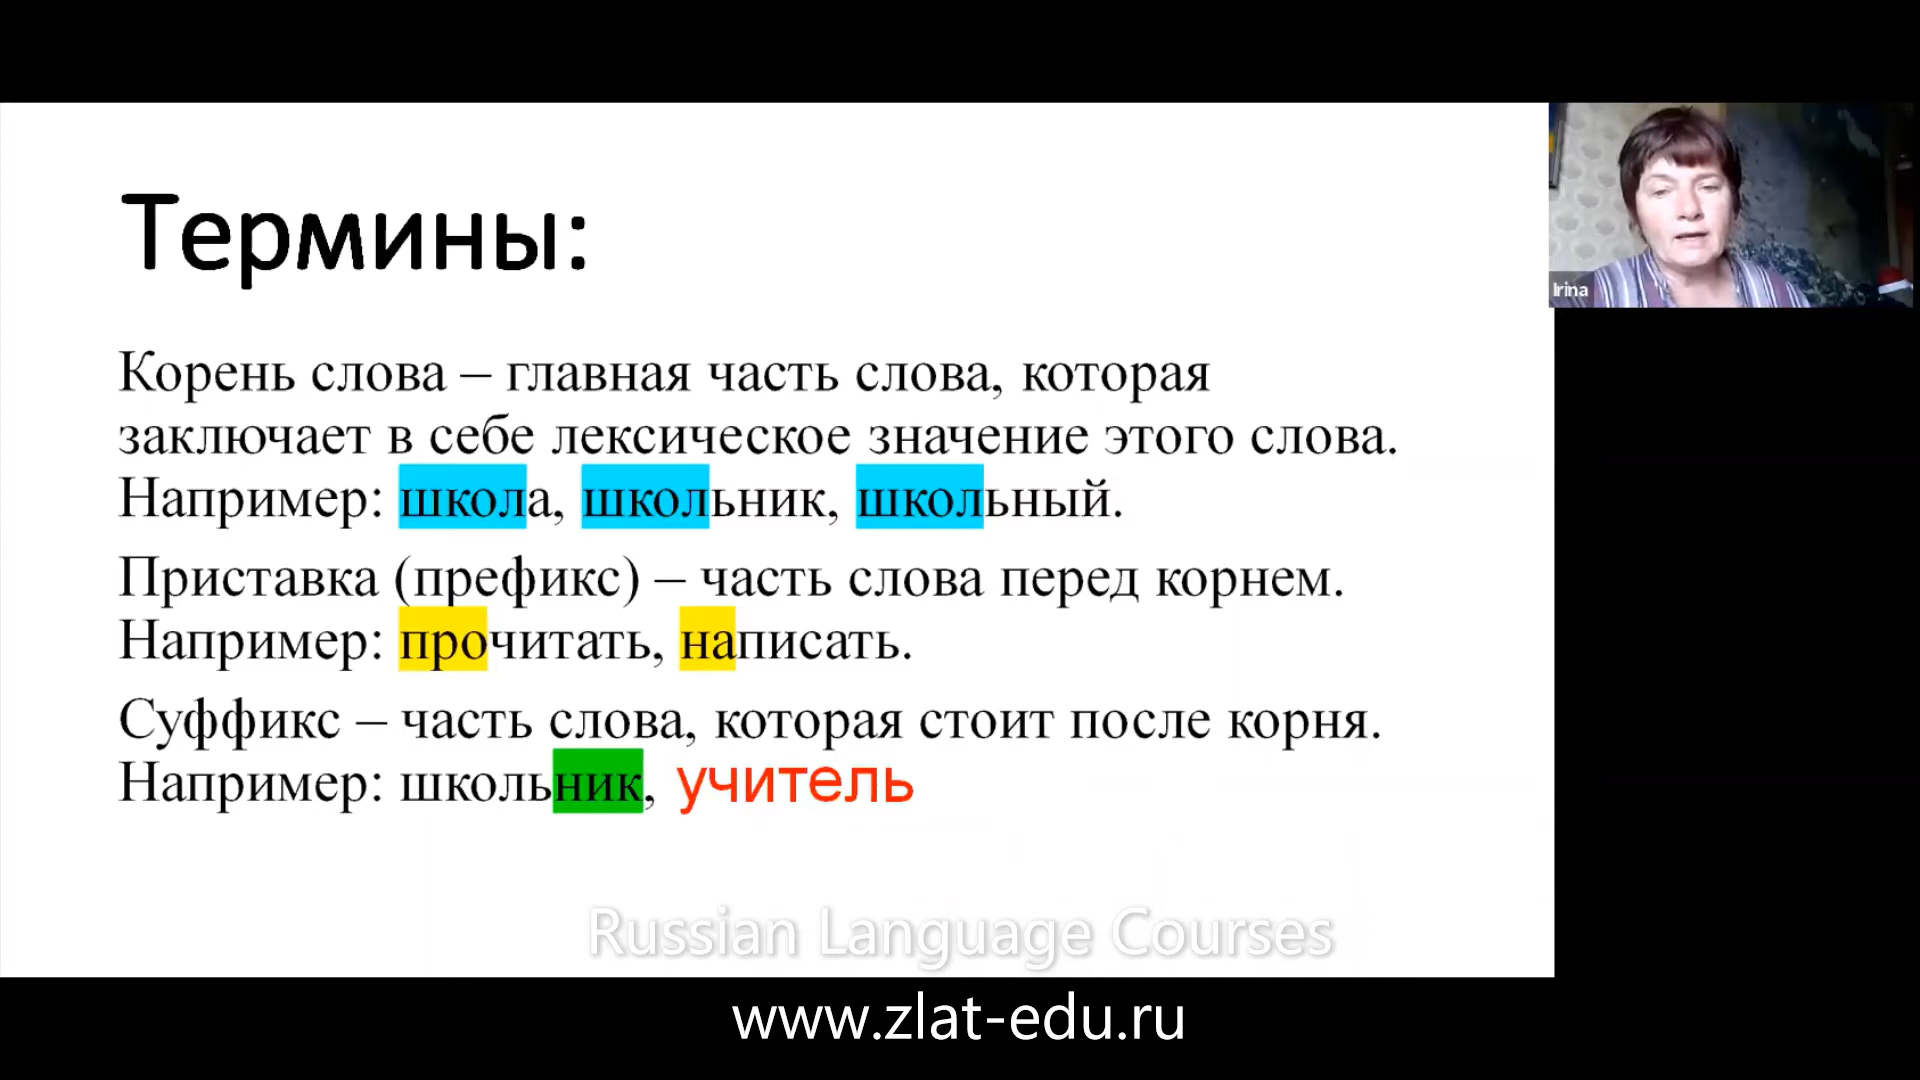 Термины:
Irina
Корень слова – главная часть слова, которая
заключает в себе лексическое значение этого слова.
Например: школа, школьник, школьный.
Приставка (префикс) – часть слова перед корнем.
Например: прочитать, написать.
Суффикс – часть слова, которая стоит после корня.
Например: школьник, учитель
Russian Language Courses
www.zlat-edu.ru